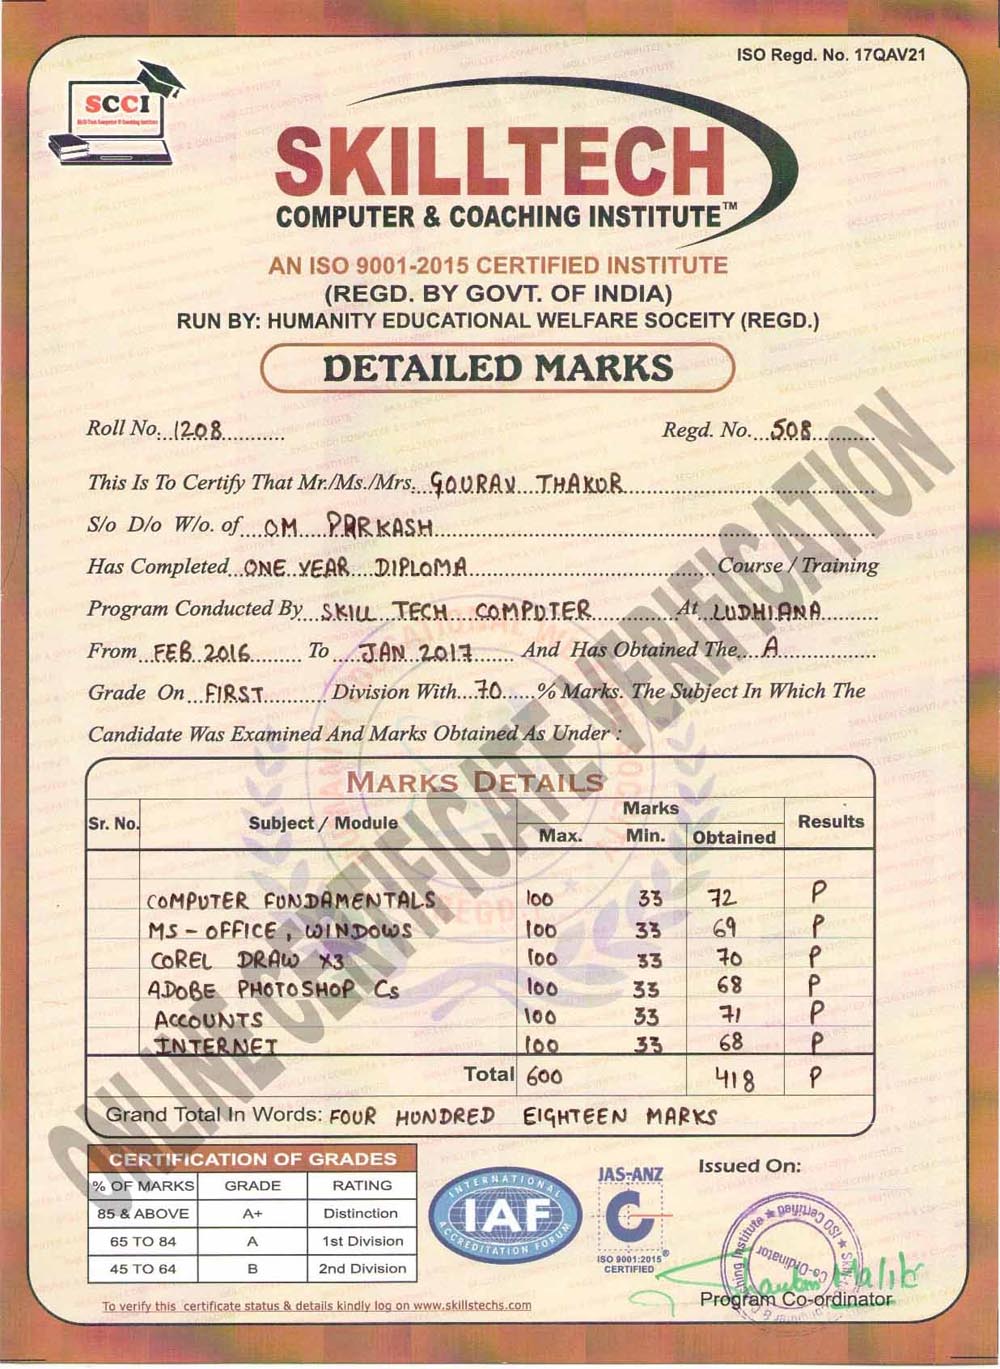 ISO Regd. No. 17QAV21
SCCI
SKILLTECH
COMPUTER & COACHING INSTITUTE™
AN ISO 9001-2015 CERTIFIED INSTITUTE
(REGD. BY GOVT. OF INDIA)
RUN BY: HUMANITY EDUCATIONAL WELFARE SOCEITY (REGD.)
DETAILED MARKS
Roll No. 1208 Regd. No. 508
This Is To Certify That Mr./Ms./Mrs. GOURAV THAKUR
S/o D/o W/o. of OM PARKASH
Has Completed ONE YEAR DIPLOMA Course / Training
Program Conducted By SKILL TECH COMPUTER At LUDHIANA
From FEB 2016 To JAN 2017 And Has Obtained The A
Grade On FIRST Division With 70 % Marks. The Subject In Which The
Candidate Was Examined And Marks Obtained As Under :
ONLINE CERTIFICATE VERIFICATION
MARKS DETAILS
Sr. No. Subject / Module Marks Results
Max. Min. Obtained
COMPUTER FUNDAMENTALS 100 33 72 P
MS - OFFICE, WINDOWS 100 33 69 P
COREL DRAW X3 100 33 70 P
ADOBE PHOTOSHOP Cs 100 33 68 P
ACCOUNTS 100 33 71 P
INTERNET 100 33 68 P
Total 600 418 P
Grand Total In Words: FOUR HUNDRED EIGHTEEN MARKS
CERTIFICATION OF GRADES
% OF MARKS GRADE RATING
85 & ABOVE A+ Distinction
65 TO 84 A 1st Division
45 TO 64 B 2nd Division
INTERNATIONAL
IAF
ACCREDITATION FORUM
JAS-ANZ
C
®
ISO 9001:2015
CERTIFIED
Issued On:
Co-Ordinator
Malik
Program Co-ordinator
To verify this certificate status & details kindly log on www.skillstechs.com